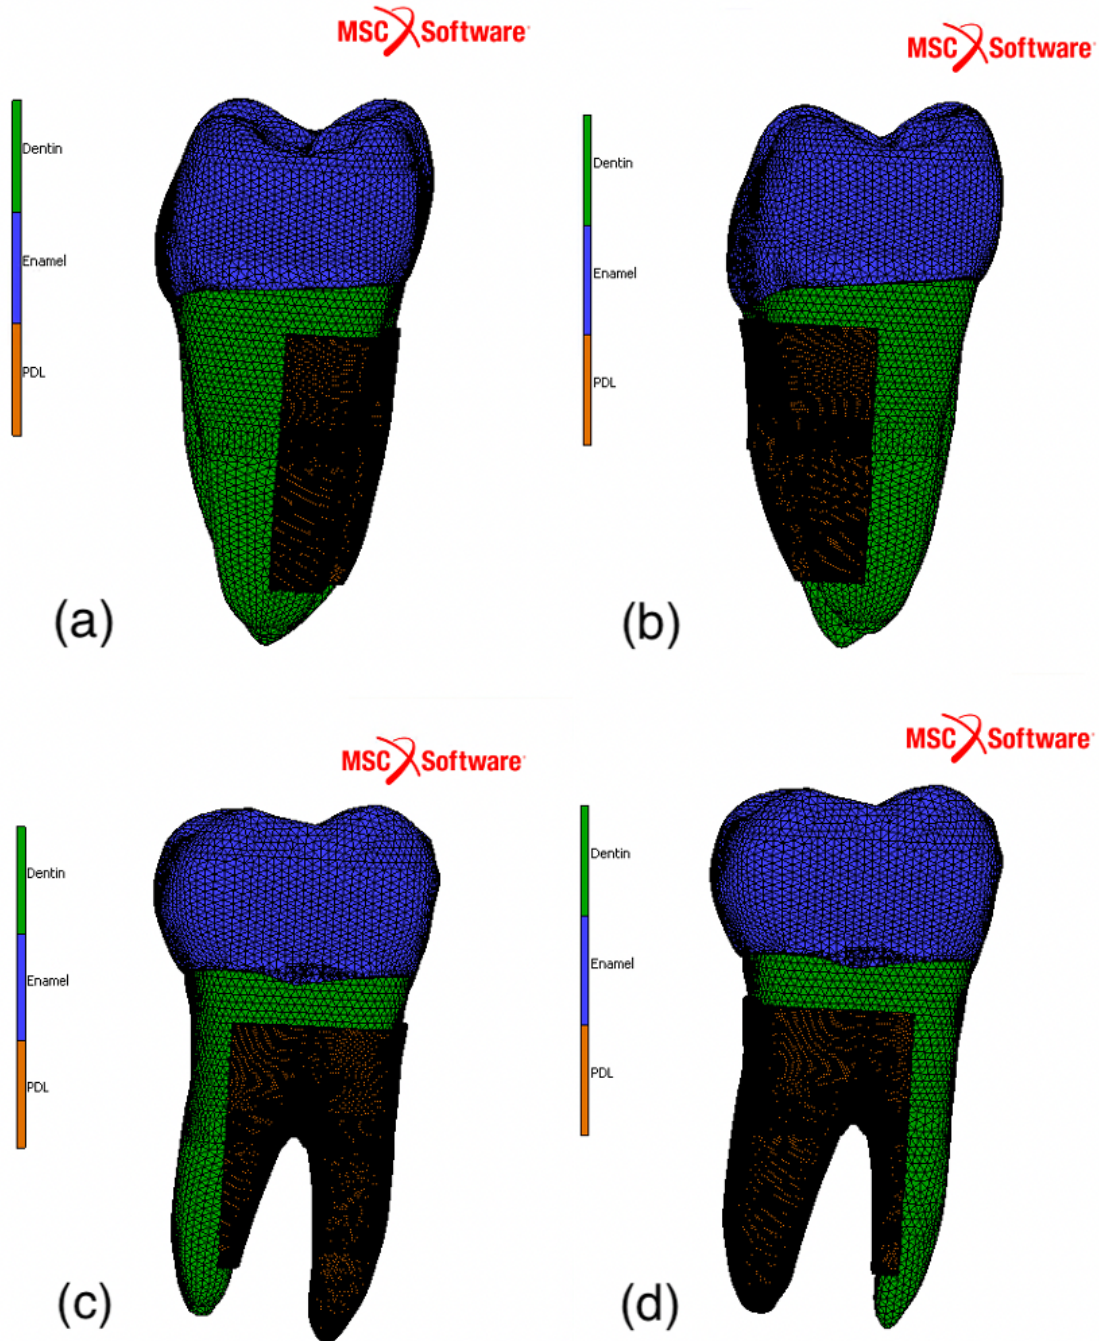 MSC Software
MSC Software
Dentin
Enamel
PDL
(a)
Dentin
Enamel
PDL
(b)
MSC Software
MSC Software
Dentin
Enamel
PDL
(c)
Dentin
Enamel
PDL
(d)